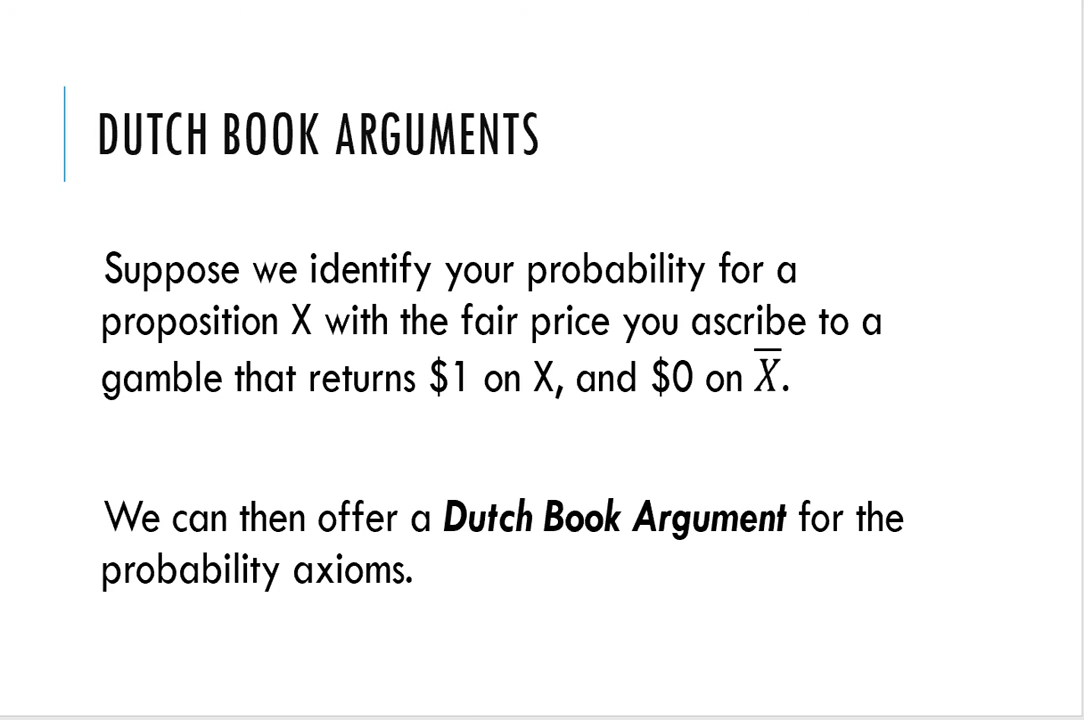 DUTCH BOOK ARGUMENTS
Suppose we identify your probability for a
proposition X with the fair price you ascribe to a
gamble that returns $1 on X, and $0 on X̅.
We can then offer a Dutch Book Argument for the
probability axioms.